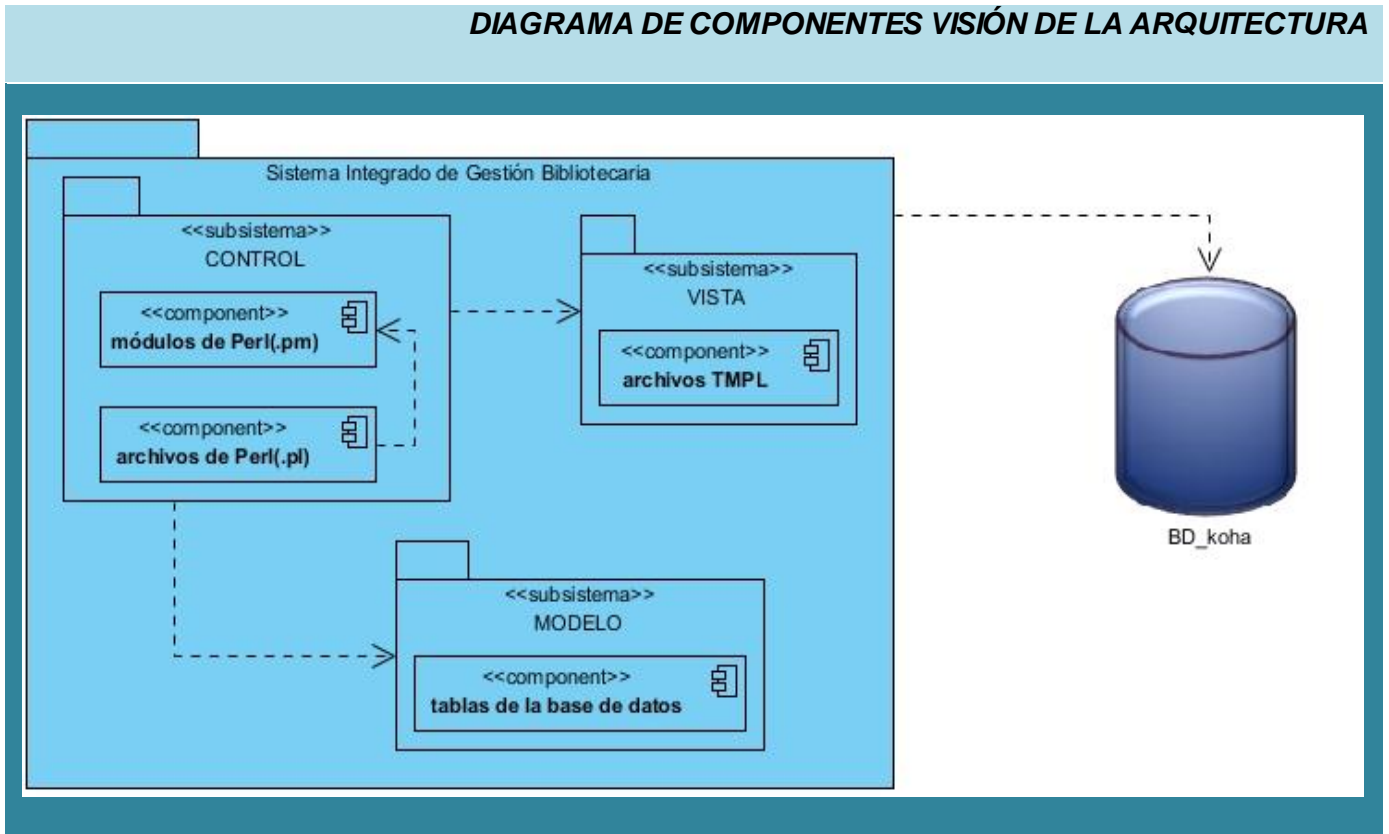 DIAGRAMA DE COMPONENTES VISIÓN DE LA ARQUITECTURA
Sistema Integrado de Gestión Bibliotecaria
<<subsistema>>
CONTROL
<<component>>
módulos de Perl(.pm)
<<component>>
archivos de Perl(.pl)
<<subsistema>>
VISTA
<<component>>
archivos TMPL
<<subsistema>>
MODELO
<<component>>
tablas de la base de datos
BD_koha